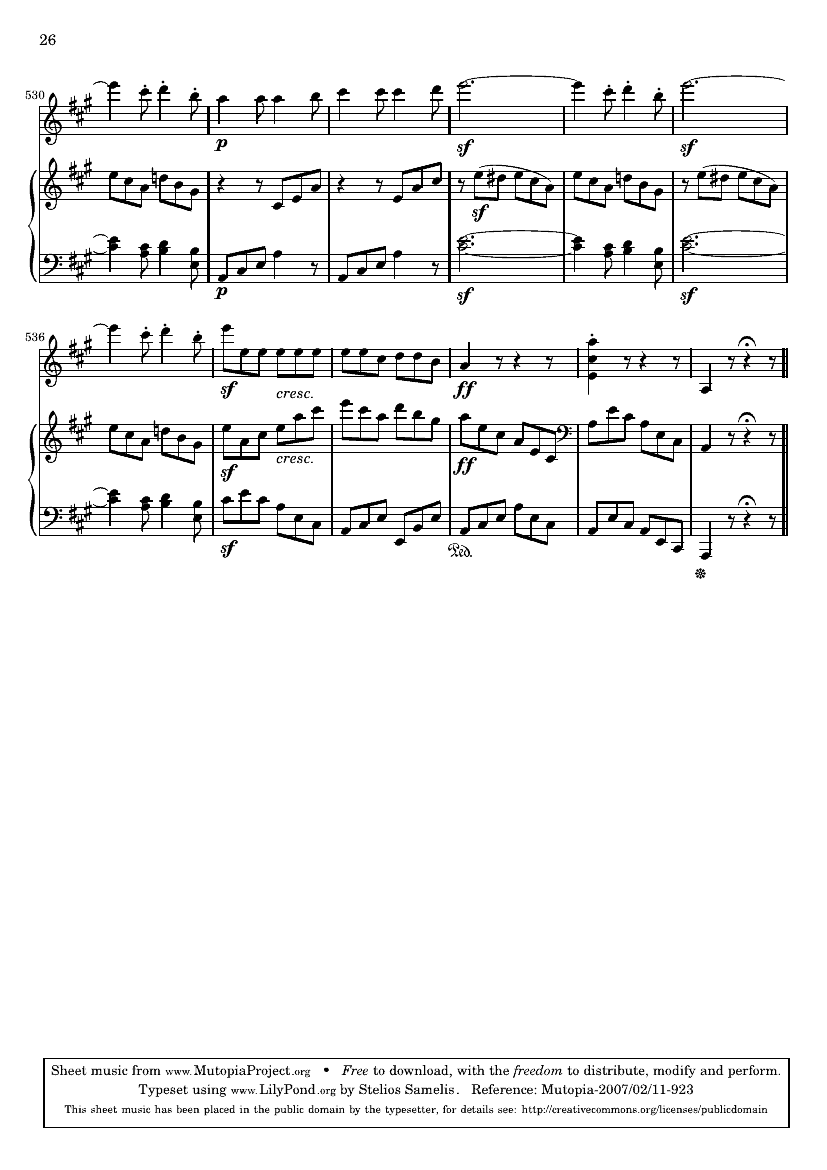 26
530
p
sf
sf
sf
p
sf
sf
536
sf
cresc.
ff
sf
cresc.
ff
sf
Ped.
Sheet music from www.MutopiaProject.org • Free to download, with the freedom to distribute, modify and perform.
Typeset using www.LilyPond.org by Stelios Samelis. Reference: Mutopia-2007/02/11-923
This sheet music has been placed in the public domain by the typesetter, for details see: http://creativecommons.org/licenses/publicdomain